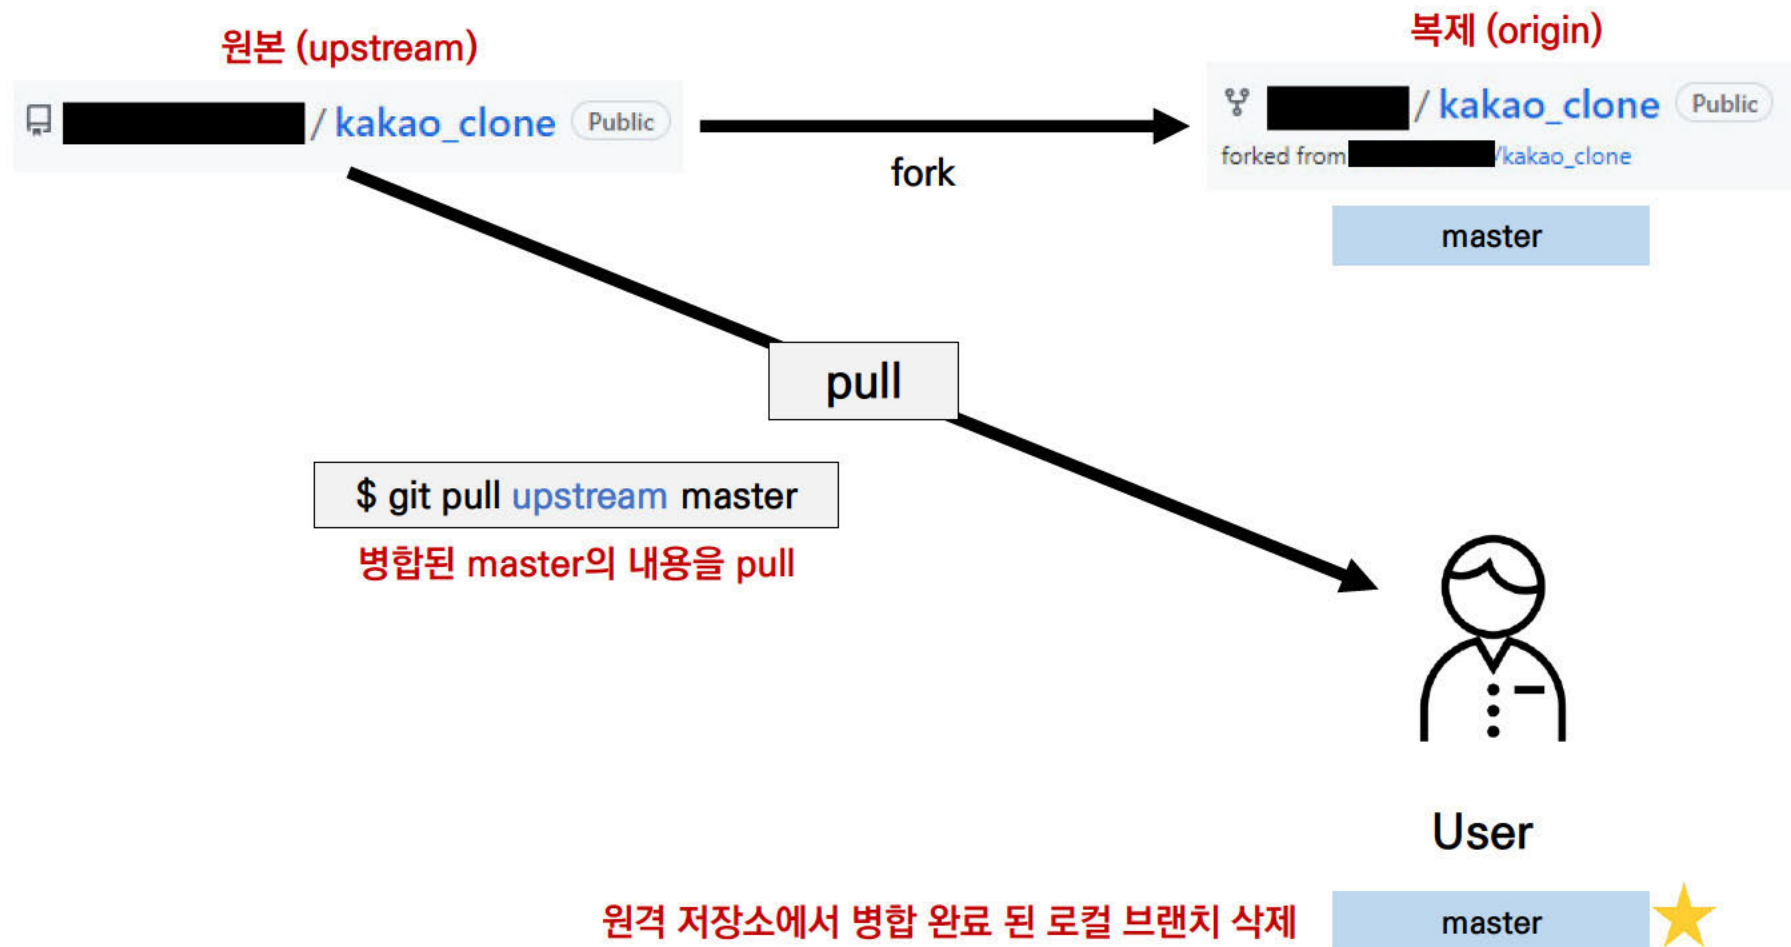 원본 (upstream)
복제 (origin)
/ kakao_clone Public
/ kakao_clone Public
forked from /kakao_clone
fork
master
pull
$ git pull upstream master
병합된 master의 내용을 pull
User
원격 저장소에서 병합 완료 된 로컬 브랜치 삭제
master